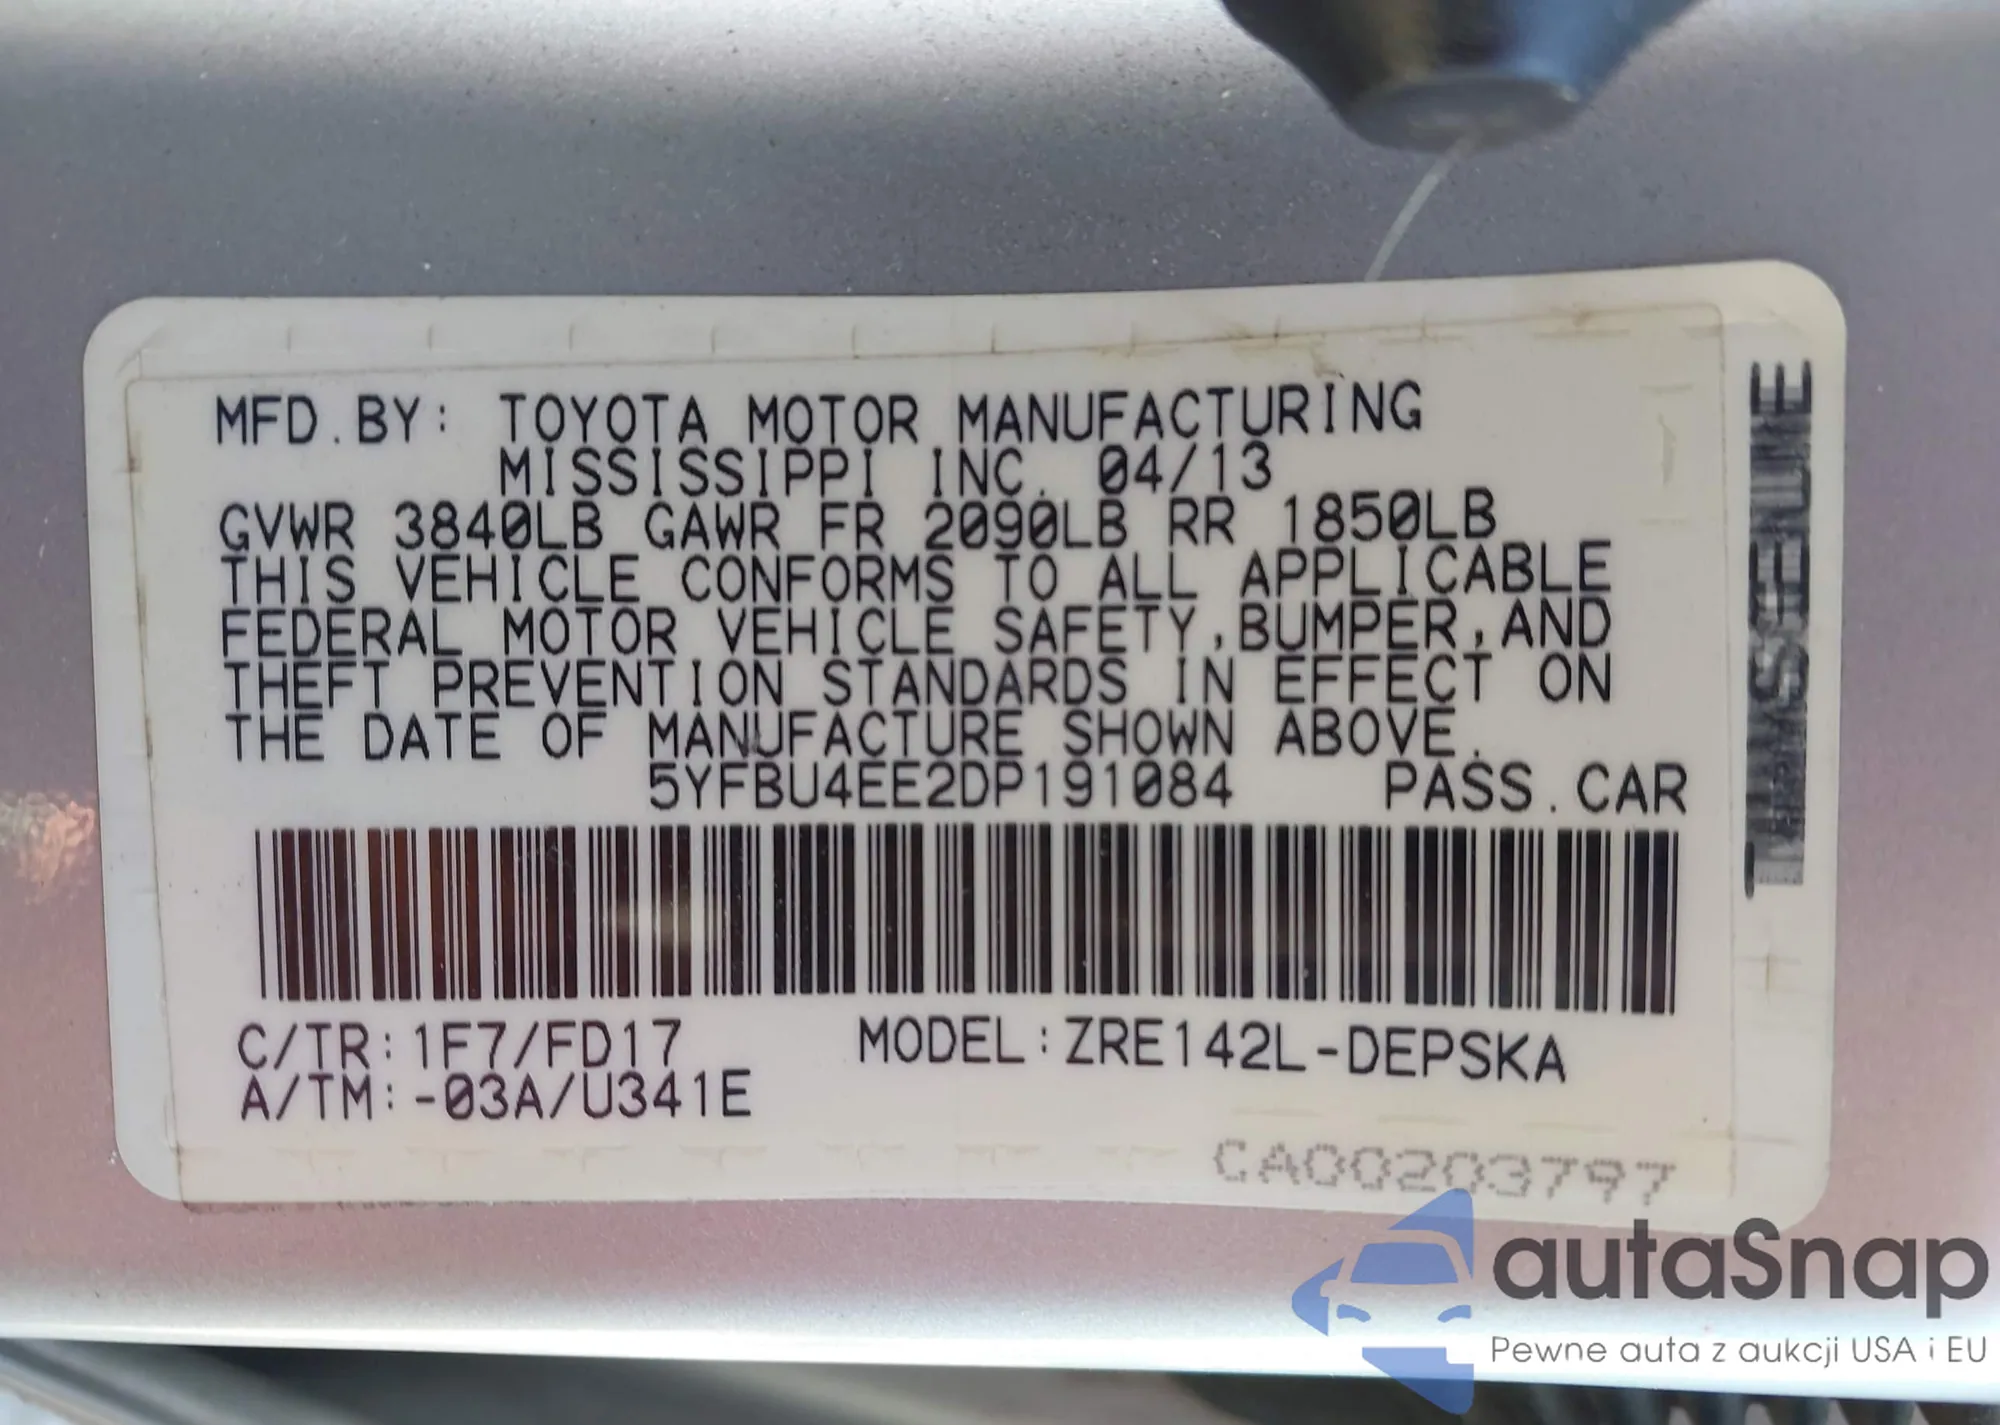 MFD.BY: TOYOTA MOTOR MANUFACTURING
MISSISSIPPI INC. 04/13
GVWR 3840LB GAWR FR 2090LB RR 1850LB
THIS VEHICLE CONFORMS TO ALL APPLICABLE
FEDERAL MOTOR VEHICLE SAFETY,BUMPER,AND
THEFT PREVENTION STANDARDS IN EFFECT ON
THE DATE OF MANUFACTURE SHOWN ABOVE.
5YFBU4EE2DP191084 PASS.CAR
C/TR:1F7/FD17 MODEL:ZRE142L-DEPSKA
A/TM:-03A/U341E
CA00203797
autaSnap
Pewne auta z aukcji USA i EU